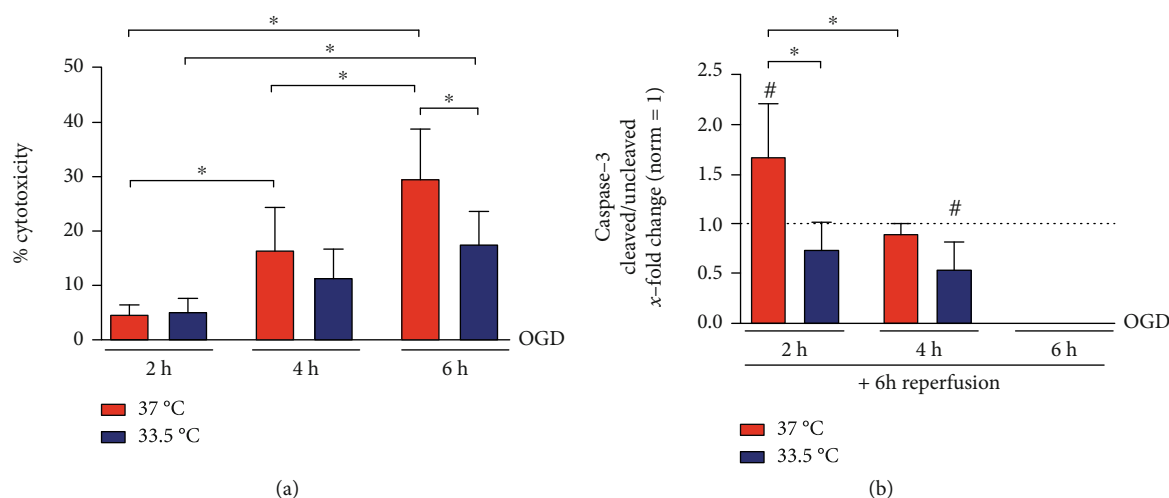 % cytotoxicity
50
40
30
20
10
0
*
*
*
*
*
2 h
4 h
6 h
OGD
37 °C
33.5 °C
(a)
Caspase–3
cleaved/uncleaved
x–fold change (norm = 1)
2.5
2.0
1.5
1.0
0.5
0.0
*
*
#
#
2 h
4 h
6 h
OGD
+ 6h reperfusion
37 °C
33.5 °C
(b)